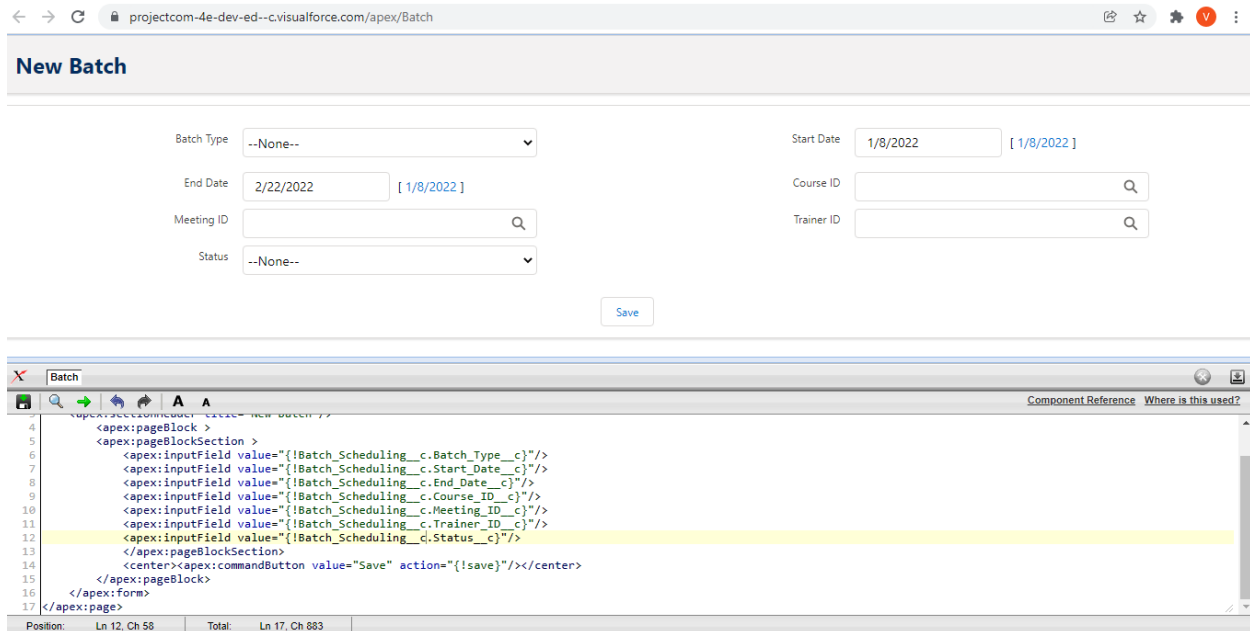 projectcom-4e-dev-ed--c.visualforce.com/apex/Batch
V
New Batch
Batch Type --None-- Start Date 1/8/2022 [ 1/8/2022 ]
End Date 2/22/2022 [ 1/8/2022 ] Course ID
Meeting ID Trainer ID
Status --None--
Save
Batch
A A Component Reference Where is this used?
3 <apex:sectionHeader title="New Batch"/>
4 <apex:pageBlock >
5 <apex:pageBlockSection >
6 <apex:inputField value="{!Batch_Scheduling__c.Batch_Type__c}"/>
7 <apex:inputField value="{!Batch_Scheduling__c.Start_Date__c}"/>
8 <apex:inputField value="{!Batch_Scheduling__c.End_Date__c}"/>
9 <apex:inputField value="{!Batch_Scheduling__c.Course_ID__c}"/>
10 <apex:inputField value="{!Batch_Scheduling__c.Meeting_ID__c}"/>
11 <apex:inputField value="{!Batch_Scheduling__c.Trainer_ID__c}"/>
12 <apex:inputField value="{!Batch_Scheduling__c.Status__c}"/>
13 </apex:pageBlockSection>
14 <center><apex:commandButton value="Save" action="{!save}"/></center>
15 </apex:pageBlock>
16 </apex:form>
17 </apex:page>
Position: Ln 12, Ch 58 Total: Ln 17, Ch 883